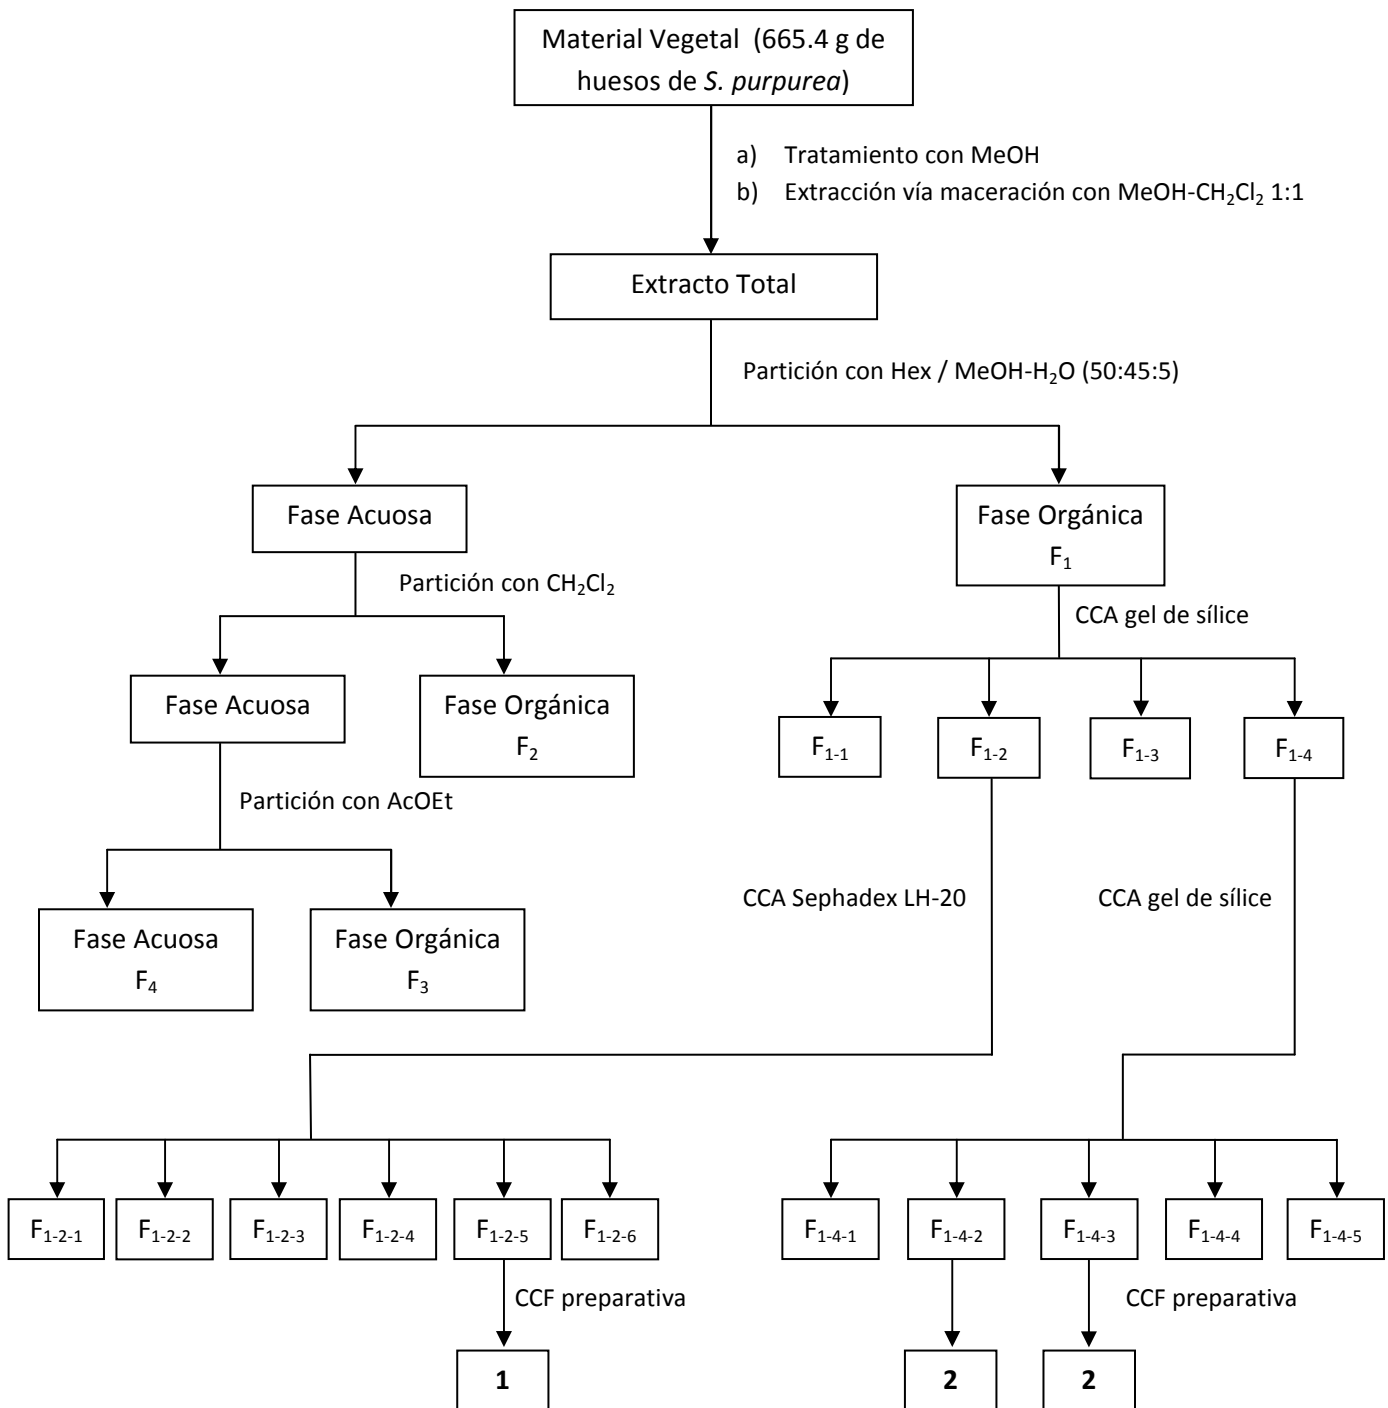 Material Vegetal (665.4 g de
huesos de S. purpurea)
a) Tratamiento con MeOH
b) Extracción vía maceración con MeOH-CH₂Cl₂ 1:1
Extracto Total
Partición con Hex / MeOH-H₂O (50:45:5)
Fase Acuosa
Fase Orgánica
F₁
Partición con CH₂Cl₂
CCA gel de sílice
Fase Acuosa
Fase Orgánica
F₂
F₁₋₁
F₁₋₂
F₁₋₃
F₁₋₄
Partición con AcOEt
Fase Acuosa
F₄
Fase Orgánica
F₃
CCA Sephadex LH-20
CCA gel de sílice
F₁₋₂₋₁
F₁₋₂₋₂
F₁₋₂₋₃
F₁₋₂₋₄
F₁₋₂₋₅
F₁₋₂₋₆
F₁₋₄₋₁
F₁₋₄₋₂
F₁₋₄₋₃
F₁₋₄₋₄
F₁₋₄₋₅
CCF preparativa
CCF preparativa
1
2
2